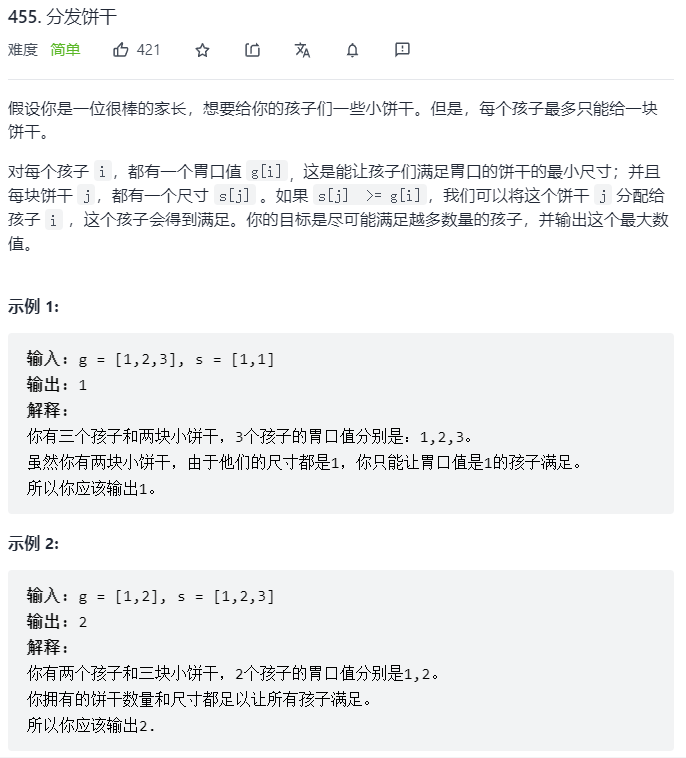 455. 分发饼干
难度 简单 421
假设你是一位很棒的家长，想要给你的孩子们一些小饼干。但是，每个孩子最多只能给一块
饼干。
对每个孩子 i，都有一个胃口值 g[i]，这是能让孩子们满足胃口的饼干的最小尺寸；并且
每块饼干 j，都有一个尺寸 s[j] 。如果 s[j] >= g[i]，我们可以将这个饼干 j 分配给
孩子 i ，这个孩子会得到满足。你的目标是尽可能满足越多数量的孩子，并输出这个最大数
值。
示例 1:
输入: g = [1,2,3], s = [1,1]
输出: 1
解释:
你有三个孩子和两块小饼干，3个孩子的胃口值分别是：1,2,3。
虽然你有两块小饼干，由于他们的尺寸都是1，你只能让胃口值是1的孩子满足。
所以你应该输出1。
示例 2:
输入: g = [1,2], s = [1,2,3]
输出: 2
解释:
你有两个孩子和三块小饼干，2个孩子的胃口值分别是1,2。
你拥有的饼干数量和尺寸都足以让所有孩子满足。
所以你应该输出2.